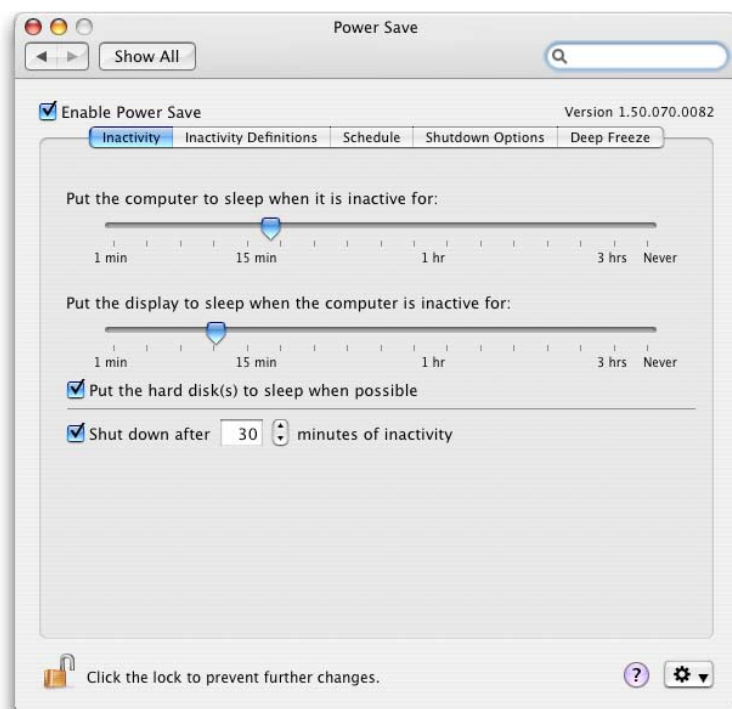 Power Save
Show All
Enable Power Save Version 1.50.070.0082
Inactivity Inactivity Definitions Schedule Shutdown Options Deep Freeze
Put the computer to sleep when it is inactive for:
1 min 15 min 1 hr 3 hrs Never
Put the display to sleep when the computer is inactive for:
1 min 15 min 1 hr 3 hrs Never
Put the hard disk(s) to sleep when possible
Shut down after 30 minutes of inactivity
Click the lock to prevent further changes. ?